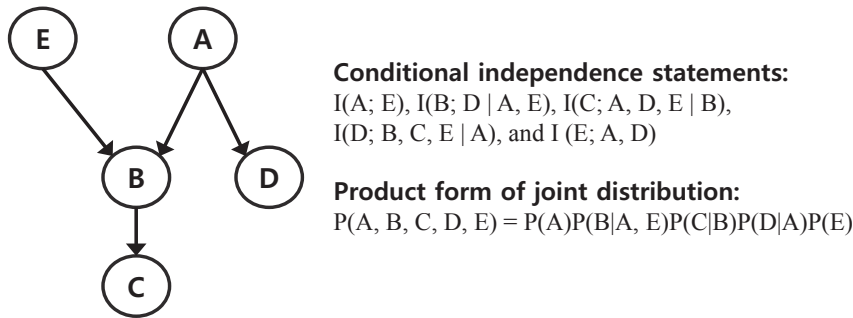 E
A
B
D
C
Conditional independence statements:
I(A; E), I(B; D | A, E), I(C; A, D, E | B),
I(D; B, C, E | A), and I (E; A, D)
Product form of joint distribution:
P(A, B, C, D, E) = P(A)P(B|A, E)P(C|B)P(D|A)P(E)